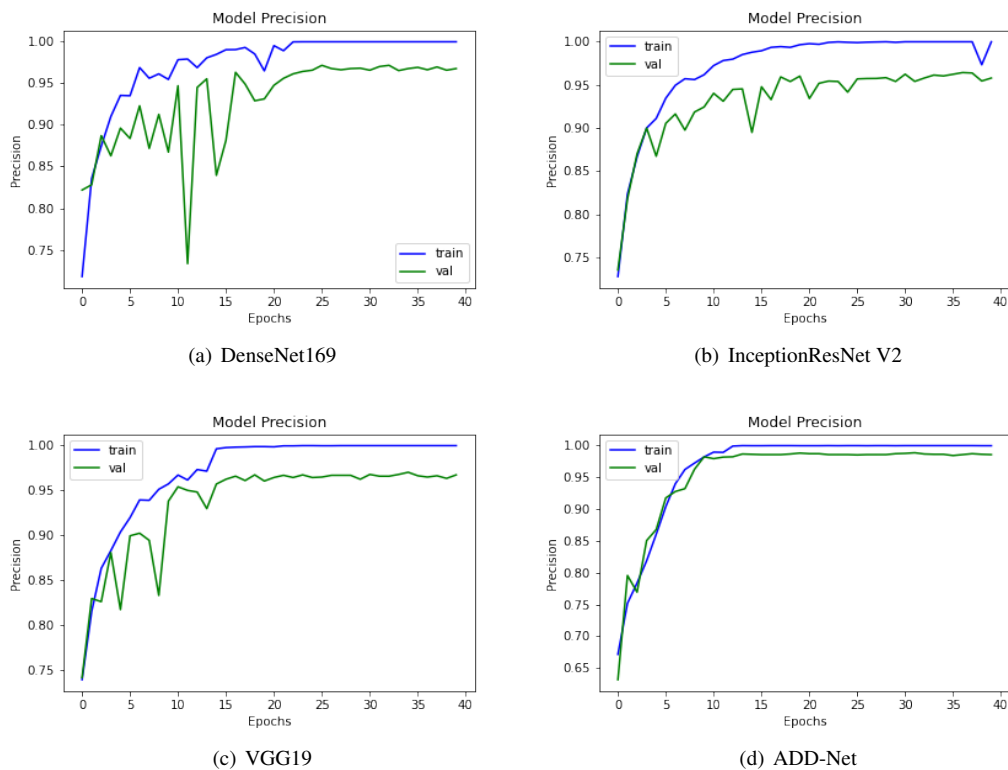 Model Precision
1.00
0.95
0.90
0.85
0.80
0.75
Precision
train
val
0 5 10 15 20 25 30 35 40
Epochs
(a) DenseNet169
Model Precision
train
val
1.00
0.95
0.90
0.85
0.80
0.75
Precision
0 5 10 15 20 25 30 35 40
Epochs
(b) InceptionResNet V2
Model Precision
train
val
1.00
0.95
0.90
0.85
0.80
0.75
Precision
0 5 10 15 20 25 30 35 40
Epochs
(c) VGG19
Model Precision
train
val
1.00
0.95
0.90
0.85
0.80
0.75
0.70
0.65
Precision
0 5 10 15 20 25 30 35 40
Epochs
(d) ADD-Net